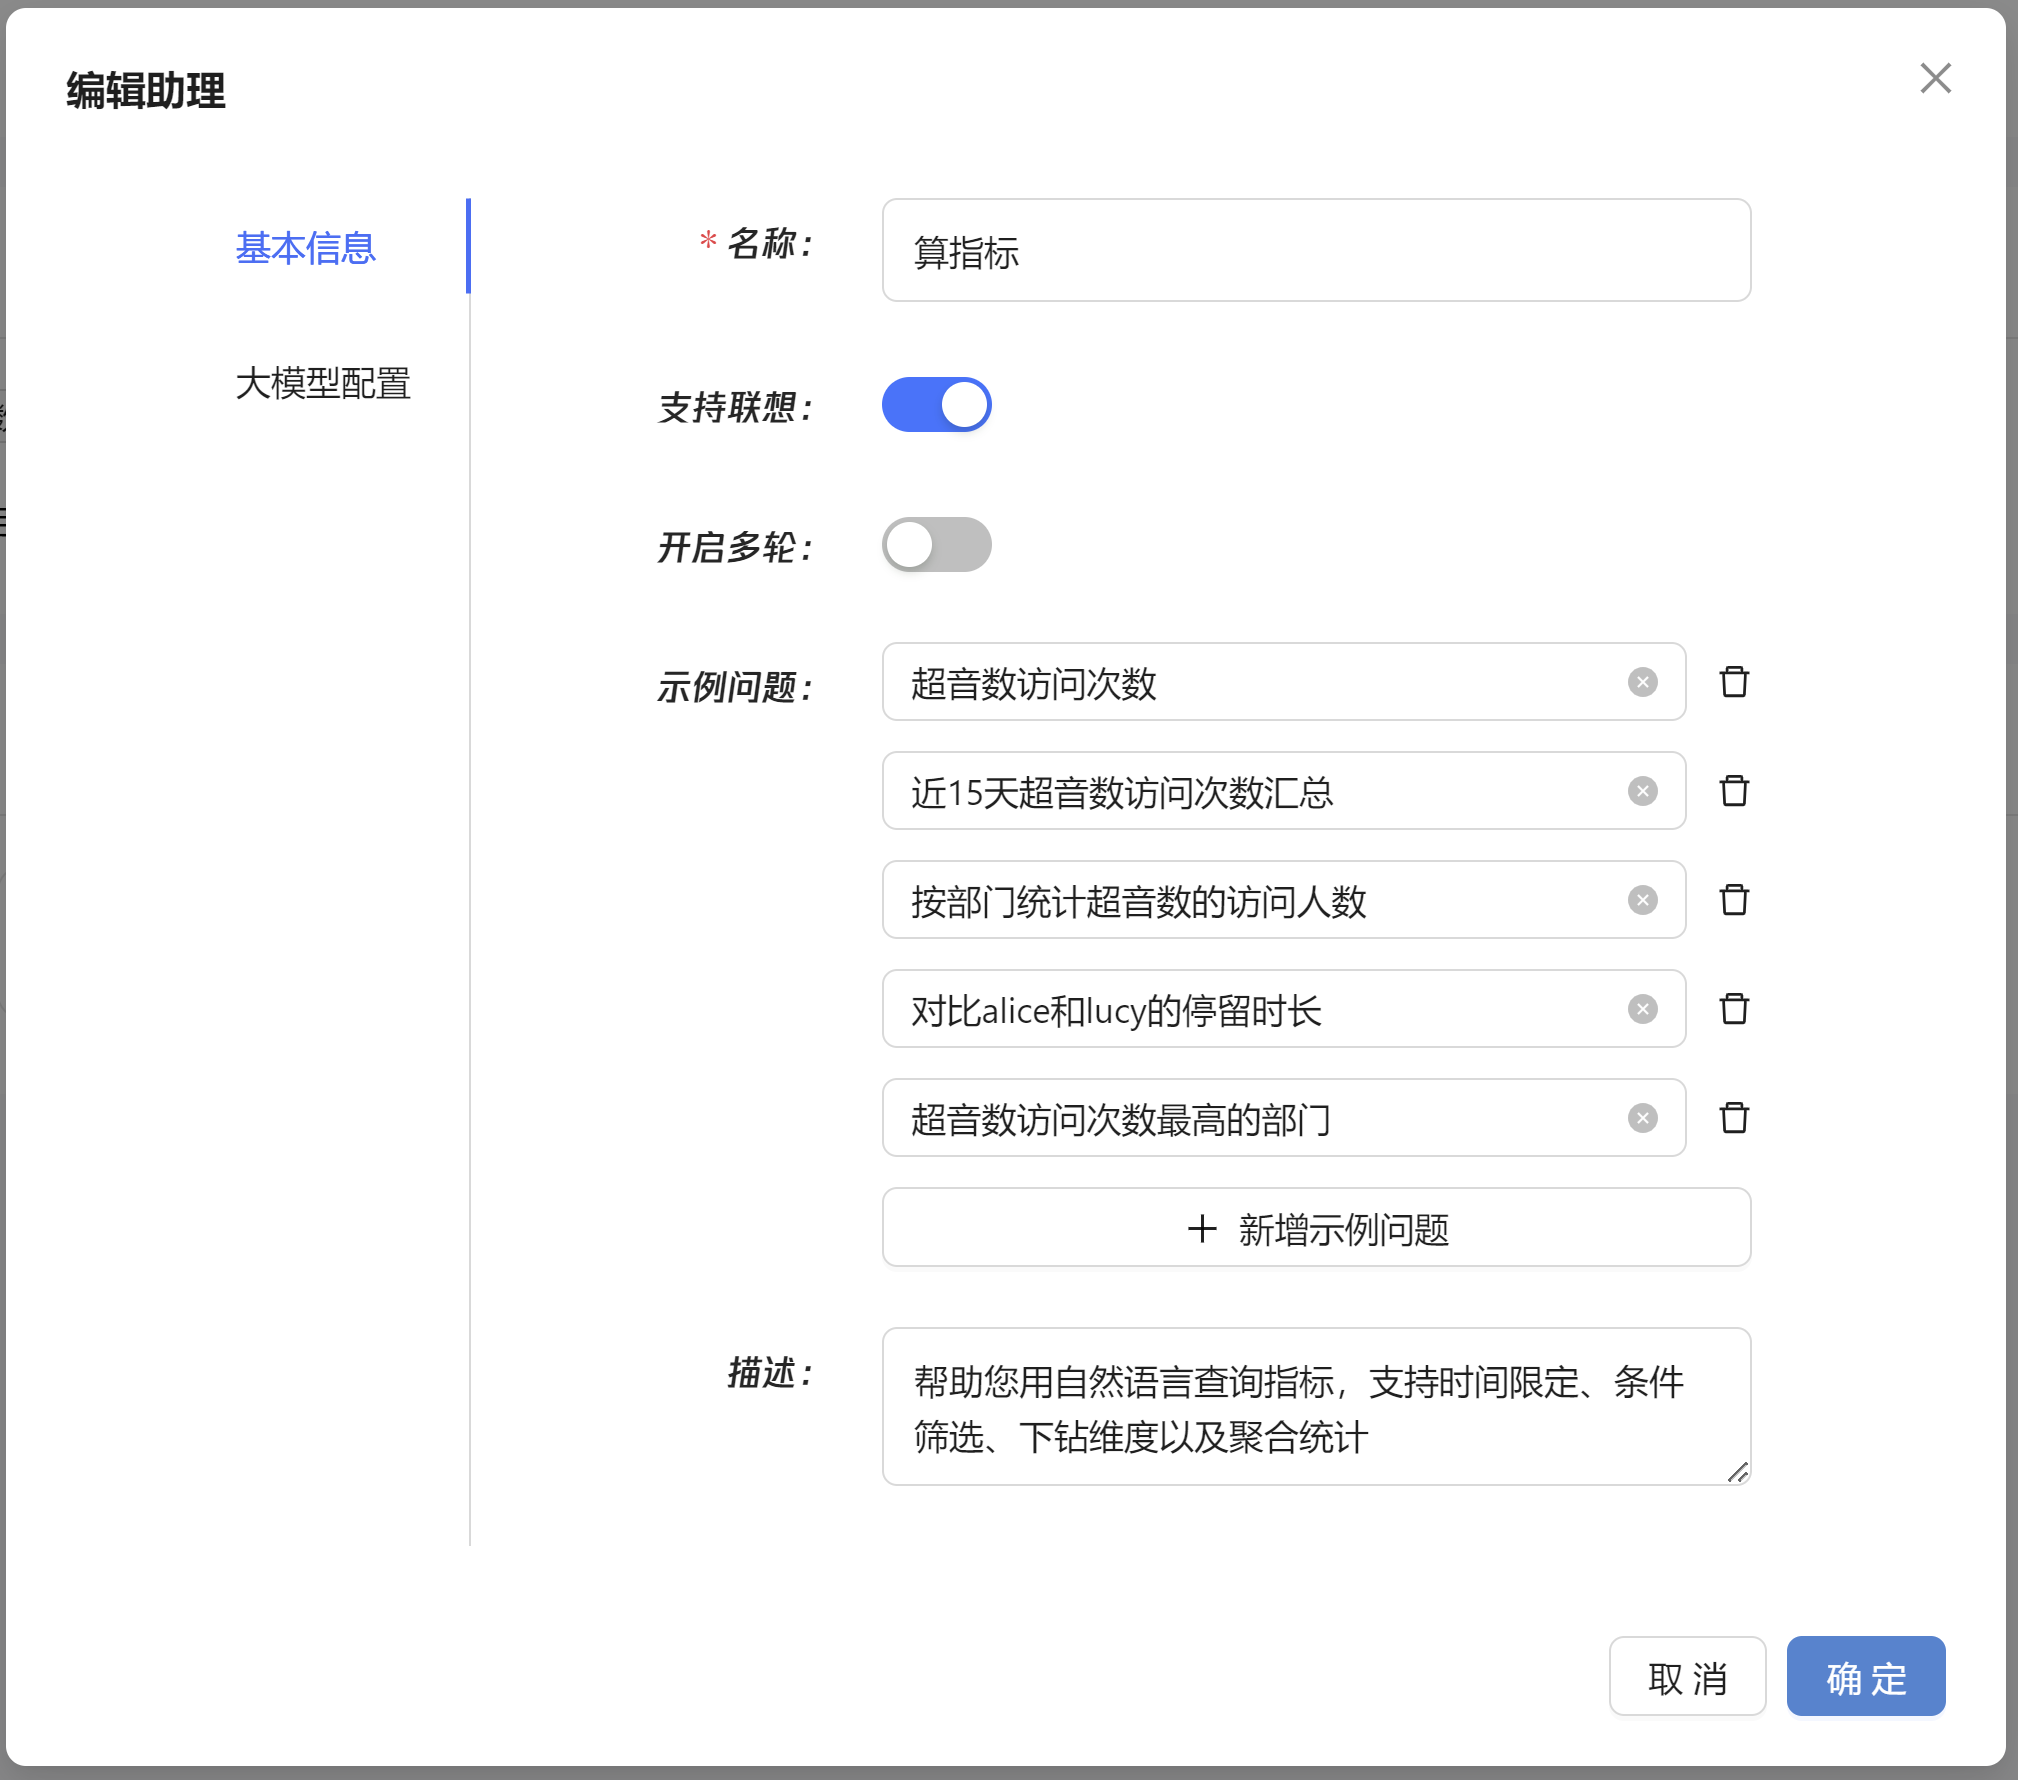 编辑助理
基本信息
大模型配置
* 名称：
算指标
支持联想：
开启多轮：
示例问题：
超音数访问次数
近15天超音数访问次数汇总
按部门统计超音数的访问人数
对比alice和lucy的停留时长
超音数访问次数最高的部门
+ 新增示例问题
描述：
帮助您用自然语言查询指标，支持时间限定、条件
筛选、下钻维度以及聚合统计
取 消
确 定